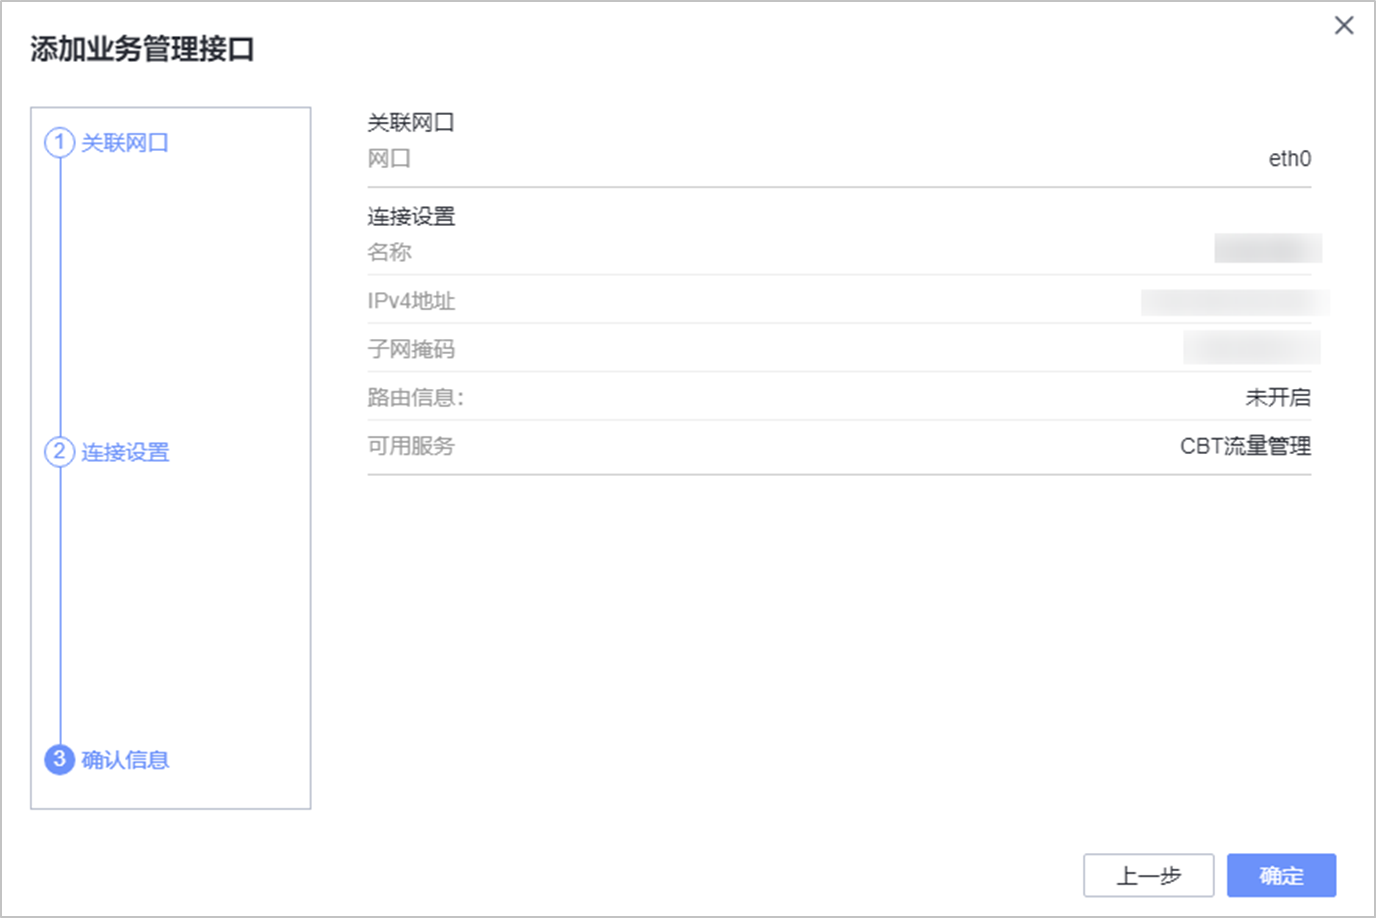 添加业务管理接口
1 关联网口
2 连接设置
3 确认信息
关联网口
网口 eth0
连接设置
名称
IPv4地址
子网掩码
路由信息: 未开启
可用服务 CBT流量管理
上一步 确定